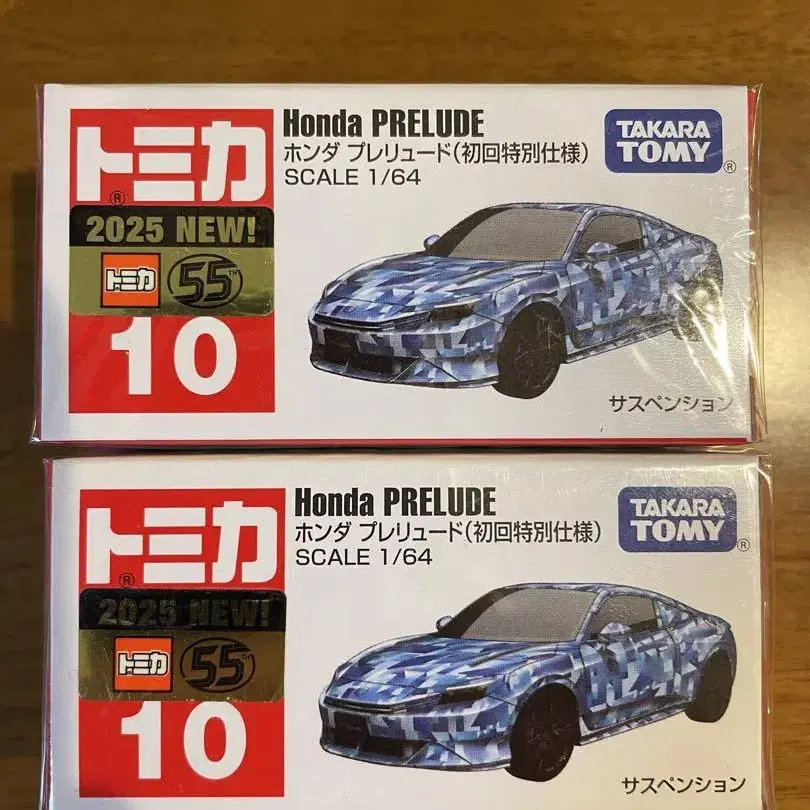 トミカ®
Honda PRELUDE
ホンダ プレリュード(初回特別仕様)
SCALE 1/64
TAKARA
TOMY®
2025 NEW!
トミカ 55TH
10
サスペンション
トミカ®
Honda PRELUDE
ホンダ プレリュード(初回特別仕様)
SCALE 1/64
TAKARA
TOMY®
2025 NEW!
トミカ 55TH
10
サスペンション